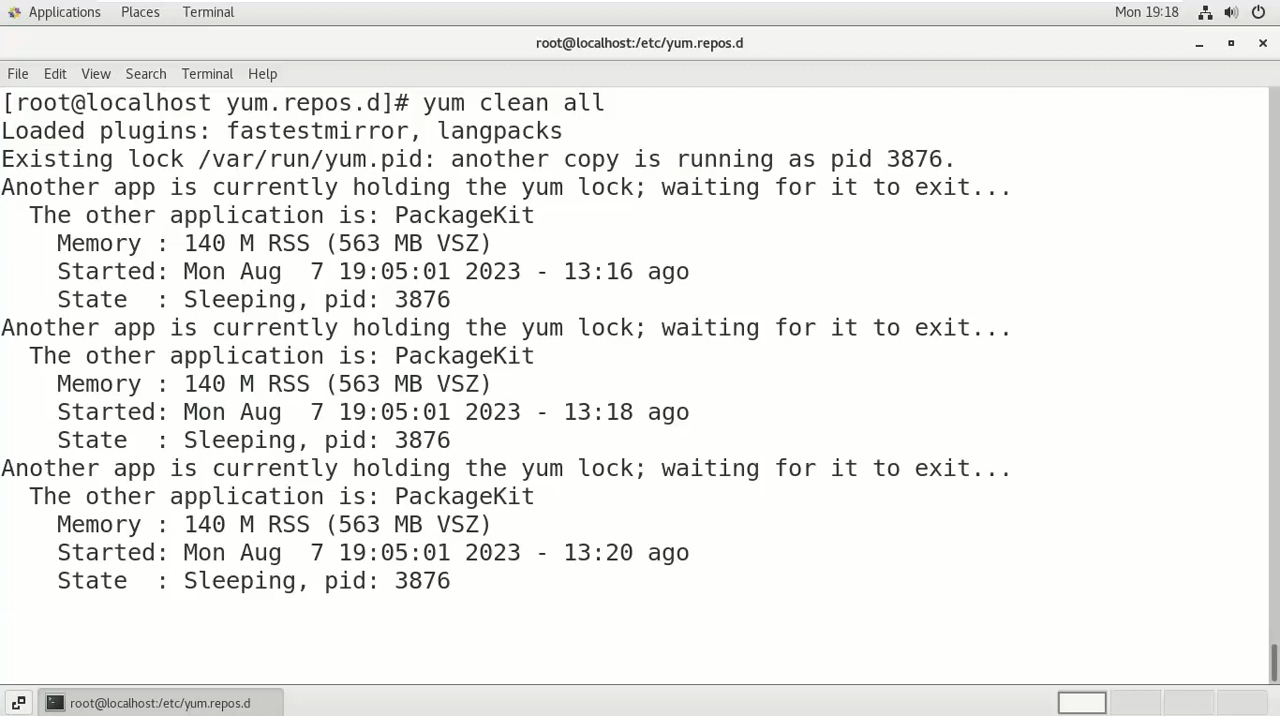 Applications Places Terminal Mon 19:18
root@localhost:/etc/yum.repos.d
File Edit View Search Terminal Help
[root@localhost yum.repos.d]# yum clean all
Loaded plugins: fastestmirror, langpacks
Existing lock /var/run/yum.pid: another copy is running as pid 3876.
Another app is currently holding the yum lock; waiting for it to exit...
  The other application is: PackageKit
    Memory : 140 M RSS (563 MB VSZ)
    Started: Mon Aug  7 19:05:01 2023 - 13:16 ago
    State  : Sleeping, pid: 3876
Another app is currently holding the yum lock; waiting for it to exit...
  The other application is: PackageKit
    Memory : 140 M RSS (563 MB VSZ)
    Started: Mon Aug  7 19:05:01 2023 - 13:18 ago
    State  : Sleeping, pid: 3876
Another app is currently holding the yum lock; waiting for it to exit...
  The other application is: PackageKit
    Memory : 140 M RSS (563 MB VSZ)
    Started: Mon Aug  7 19:05:01 2023 - 13:20 ago
    State  : Sleeping, pid: 3876
root@localhost:/etc/yum.repos.d